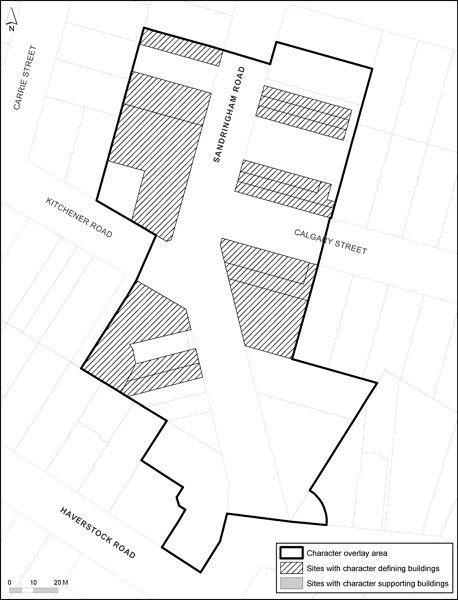 N
CARRIE STREET
SANDRINGHAM ROAD
KITCHENER ROAD
CALGARY STREET
HAVERSTOCK ROAD
Character overlay area
Sites with character defining buildings
Sites with character supporting buildings
0 10 20 M